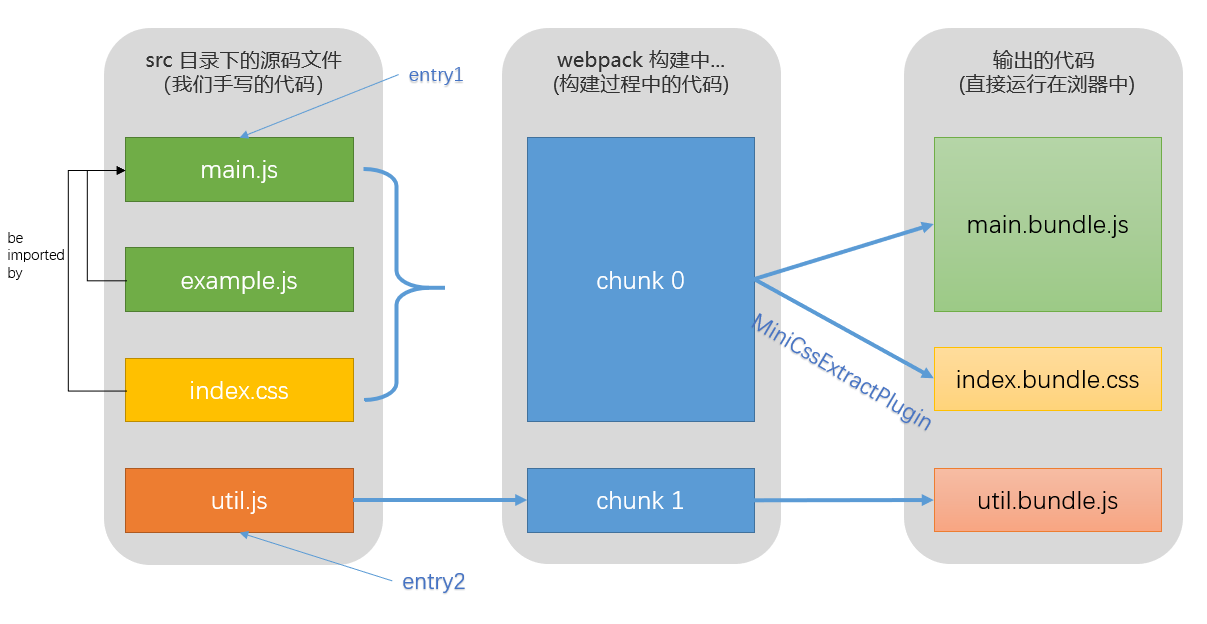 src 目录下的源码文件
(我们手写的代码)
entry1
main.js
be
imported
by
example.js
index.css
util.js
entry2
webpack 构建中...
(构建过程中的代码)
chunk 0
MiniCssExtractPlugin
chunk 1
输出的代码
(直接运行在浏器中)
main.bundle.js
index.bundle.css
util.bundle.js